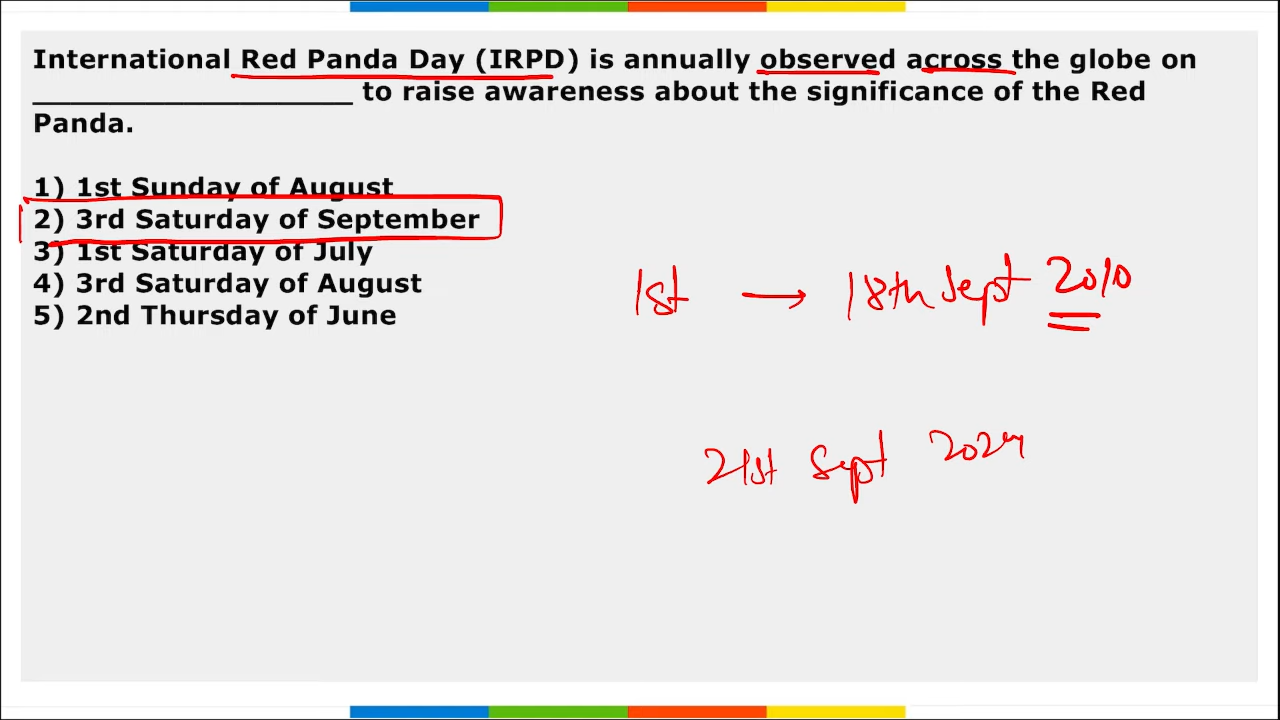 International Red Panda Day (IRPD) is annually observed across the globe on
____________________ to raise awareness about the significance of the Red
Panda.
1) 1st Sunday of August
2) 3rd Saturday of September
3) 1st Saturday of July
4) 3rd Saturday of August
5) 2nd Thursday of June
1st → 18th Sept 2010
21st Sept 2024